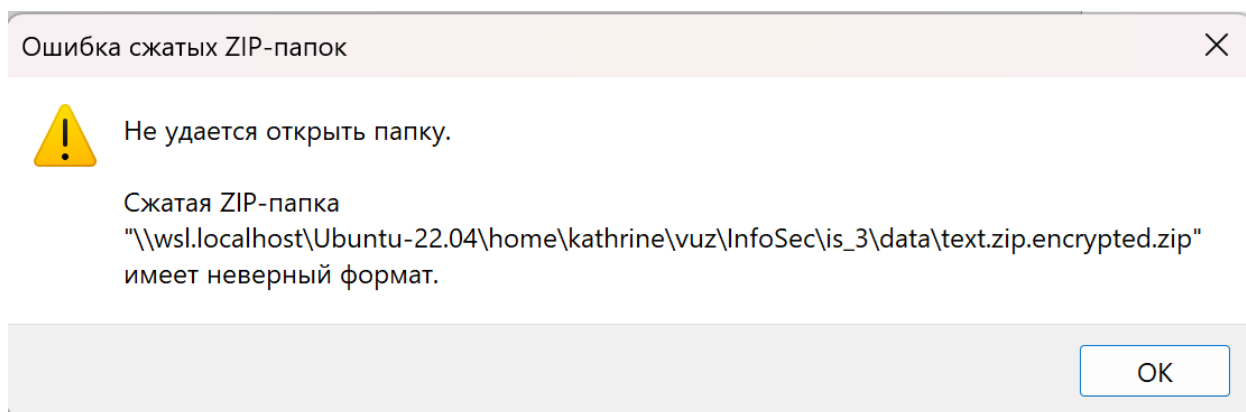 Ошибка сжатых ZIP-папок
Не удается открыть папку.
Сжатая ZIP-папка
"\\wsl.localhost\Ubuntu-22.04\home\kathrine\vuz\InfoSec\is_3\data\text.zip.encrypted.zip"
имеет неверный формат.
ОК